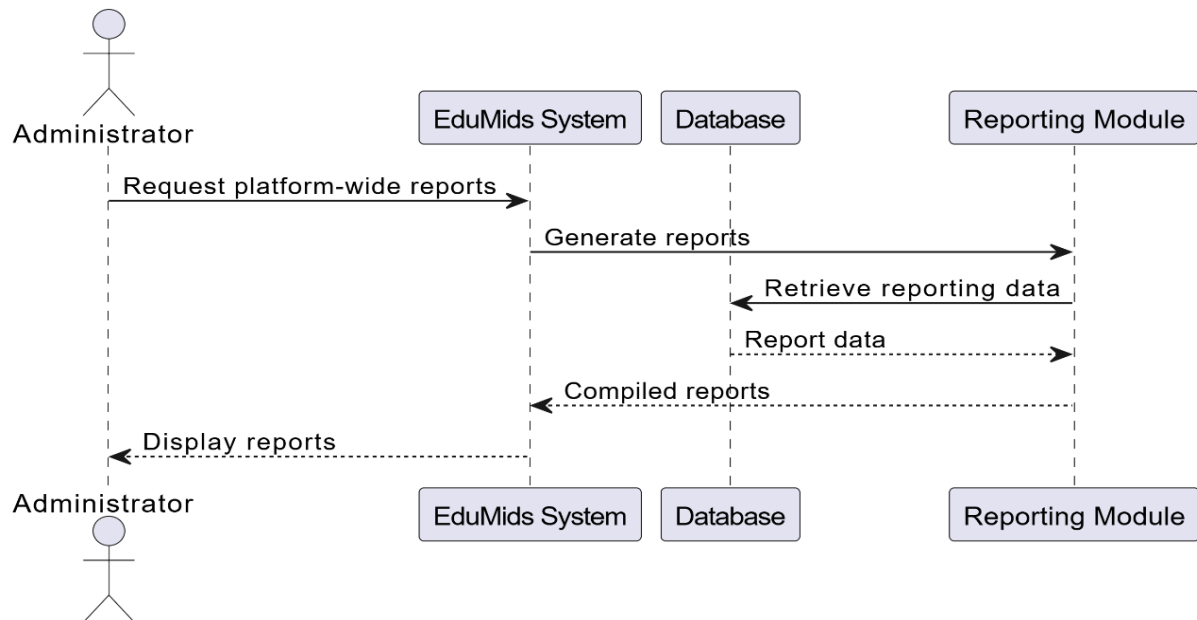 Administrator
EduMids System
Database
Reporting Module
Request platform-wide reports
Generate reports
Retrieve reporting data
Report data
Compiled reports
Display reports
Administrator
EduMids System
Database
Reporting Module